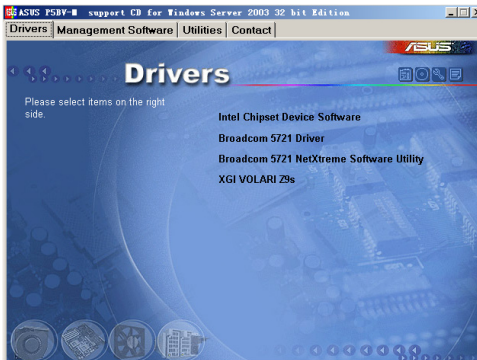 ASUS P5BV-M support CD for Windows Server 2003 32 bit Edition
Drivers Management Software Utilities Contact
ASUS
Drivers
Please select items on the right
side.
Intel Chipset Device Software
Broadcom 5721 Driver
Broadcom 5721 NetXtreme Software Utility
XGI VOLARI Z9s